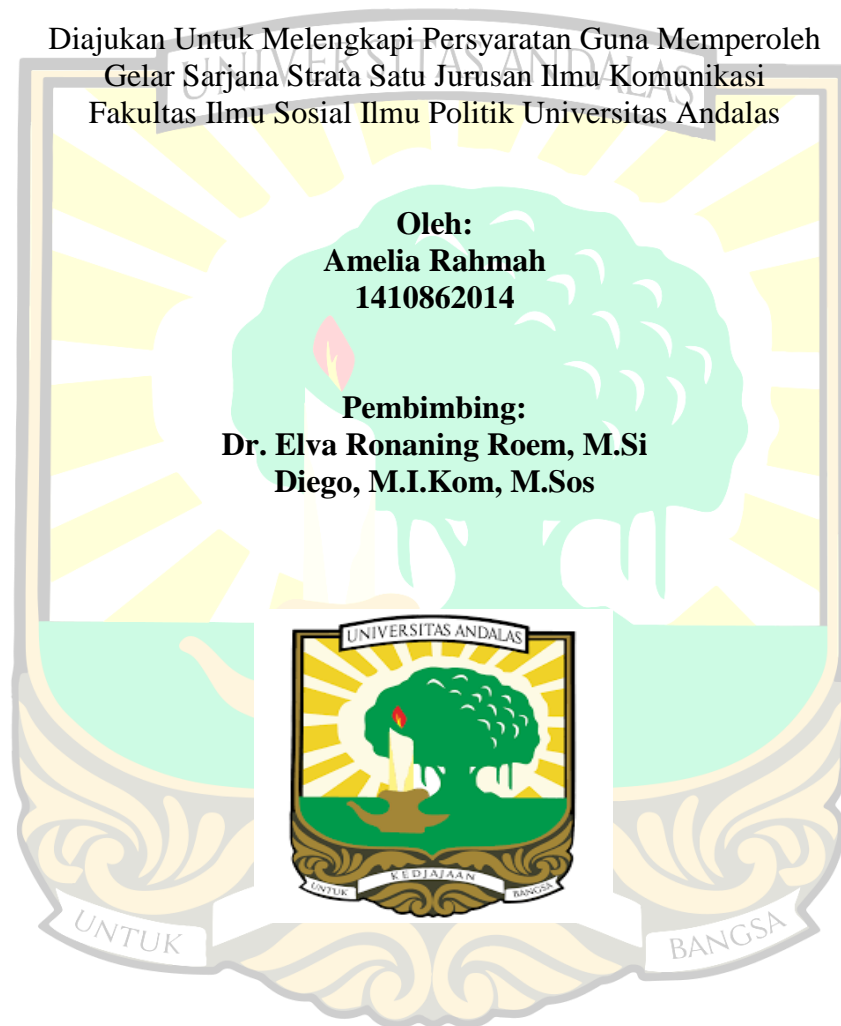 Diajukan Untuk Melengkapi Persyaratan Guna Memperoleh
Gelar Sarjana Strata Satu Jurusan Ilmu Komunikasi
Fakultas Ilmu Sosial Ilmu Politik Universitas Andalas
UNIVERSITAS ANDALAS
Oleh:
Amelia Rahmah
1410862014
Pembimbing:
Dr. Elva Ronaning Roem, M.Si
Diego, M.I.Kom, M.Sos
UNIVERSITAS ANDALAS
UNTUK KEDJAJAAN BANGSA
UNTUK BANGSA